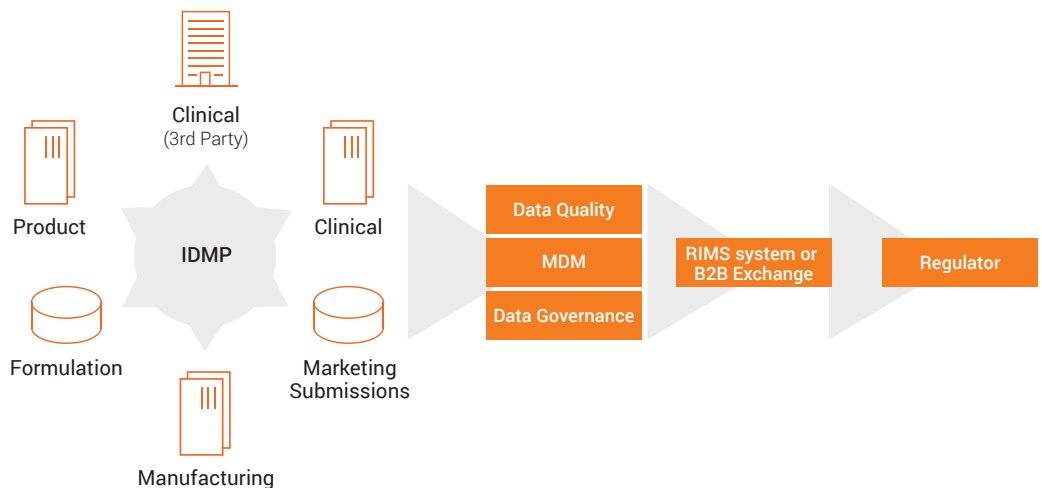 Clinical
(3rd Party)
Product
Clinical
IDMP
Formulation
Marketing
Submissions
Manufacturing
Data Quality
MDM
Data Governance
RIMS system or
B2B Exchange
Regulator